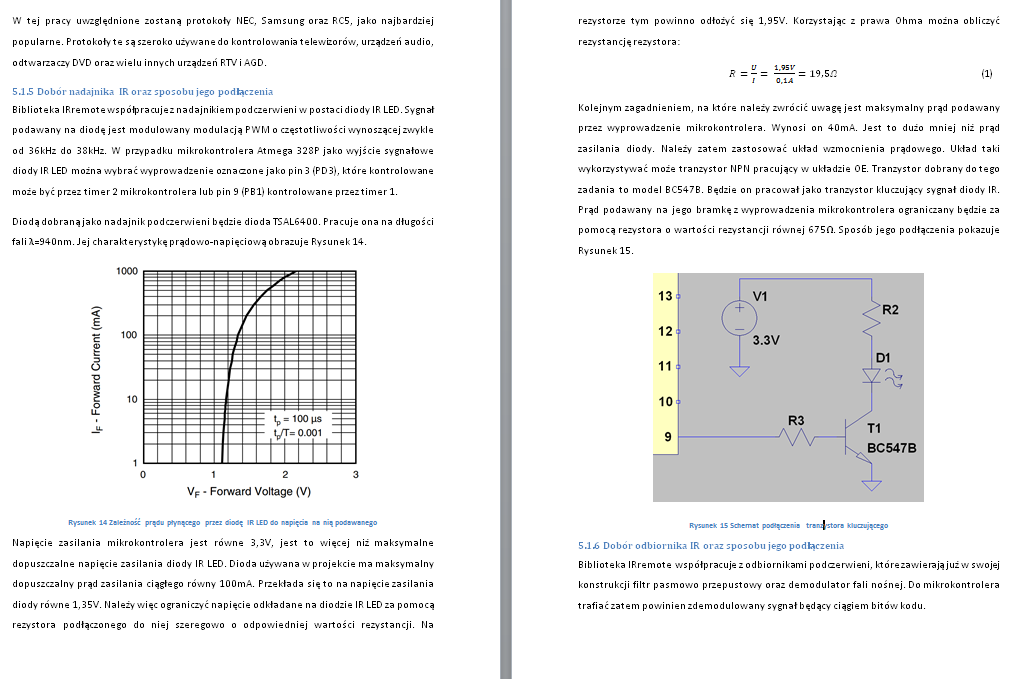 W tej pracy uwzględnione zostaną protokoły NEC, Samsung oraz RC5, jako najbardziej
popularne. Protokoły te są szeroko używane do kontrolowania telewizorów, urządzeń audio,
odtwarzaczy DVD oraz wielu innych urządzeń RTV i AGD.
5.1.5 Dobór nadajnika IR oraz sposobu jego podłączenia
Biblioteka IRremote współpracuje z nadajnikiem podczerwieni w postaci diody IR LED. Sygnał
podawany na diodę jest modulowany modulacją PWM o częstotliwości wynoszącej zwykle
od 36kHz do 38kHz. W przypadku mikrokontrolera Atmega 328P jako wyjście sygnałowe
diody IR LED można wybrać wyprowadzenie oznaczone jako pin 3 (PD3), które kontrolowane
może być przez timer 2 mikrokontrolera lub pin 9 (PB1) kontrolowane przez timer 1.
Diodą dobraną jako nadajnik podczerwieni będzie dioda TSAL6400. Pracuje ona na długości
fali λ=940nm. Jej charakterystykę prądowo-napięciową obrazuje Rysunek 14.
1000
100
10
1
I_F - Forward Current (mA)
t_p = 100 μs
t_p/T= 0.001
0 1 2 3
V_F - Forward Voltage (V)
Rysunek 14 Zależność prądu płynącego przez diodę IR LED do napięcia na nią podawanego
Napięcie zasilania mikrokontrolera jest równe 3,3V, jest to więcej niż maksymalne
dopuszczalne napięcie zasilania diody IR LED. Dioda używana w projekcie ma maksymalny
dopuszczalny prąd zasilania ciągłego równy 100mA. Przekłada się to na napięcie zasilania
diody równe 1,35V. Należy więc ograniczyć napięcie odkładane na diodzie IR LED za pomocą
rezystora podłączonego do niej szeregowo o odpowiedniej wartości rezystancji. Na
rezystorze tym powinno odłożyć się 1,95V. Korzystając z prawa Ohma można obliczyć
rezystancję rezystora:
R = U/I = 1,95V/0,1A = 19,5Ω (1)
Kolejnym zagadnieniem, na które należy zwrócić uwagę jest maksymalny prąd podawany
przez wyprowadzenie mikrokontrolera. Wynosi on 40mA. Jest to dużo mniej niż prąd
zasilania diody. Należy zatem zastosować układ wzmocnienia prądowego. Układ taki
wykorzystywać może tranzystor NPN pracujący w układzie OE. Tranzystor dobrany do tego
zadania to model BC547B. Będzie on pracował jako tranzystor kluczujący sygnał diody IR.
Prąd podawany na jego bramkę z wyprowadzenia mikrokontrolera ograniczany będzie za
pomocą rezystora o wartości rezystancji równej 675Ω. Sposób jego podłączenia pokazuje
Rysunek 15.
13
12
11
10
9
V1
3.3V
R2
D1
R3
T1
BC547B
Rysunek 15 Schemat podłączenia tranzystora kluczującego
5.1.6 Dobór odbiornika IR oraz sposobu jego podłączenia
Biblioteka IRremote współpracuje z odbiornikami podczerwieni, które zawierają już w swojej
konstrukcji filtr pasmowo przepustowy oraz demodulator fali nośnej. Do mikrokontrolera
trafiać zatem powinien zdemodulowany sygnał będący ciągiem bitów kodu.